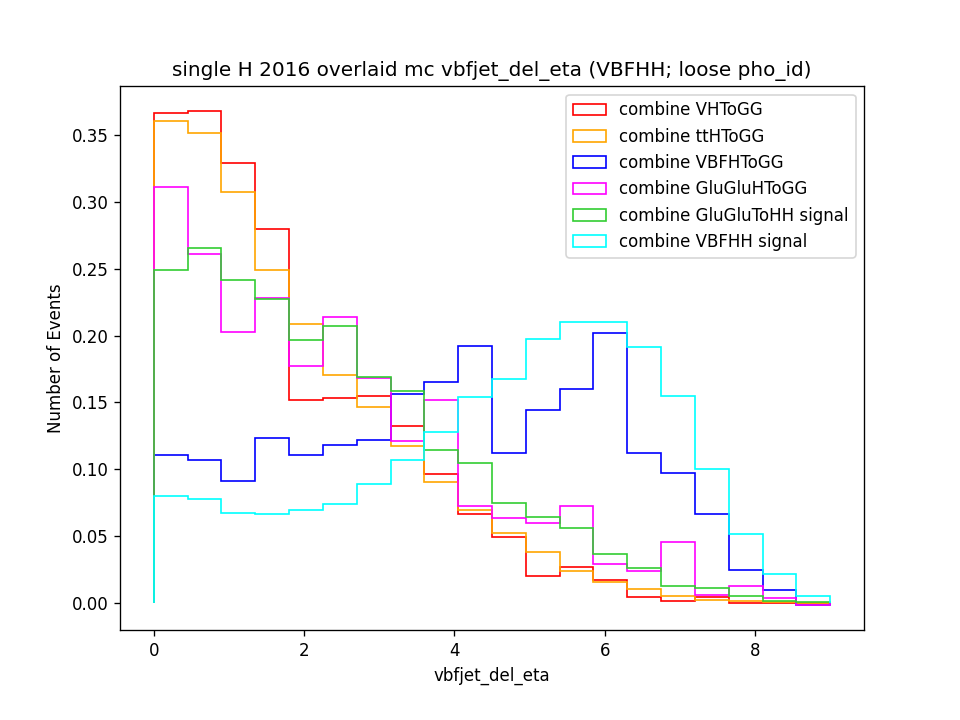 single H 2016 overlaid mc vbfjet_del_eta (VBFHH; loose pho_id)
combine VHToGG
combine ttHToGG
combine VBFHToGG
combine GluGluHToGG
combine GluGluToHH signal
combine VBFHH signal
Number of Events
0.35
0.30
0.25
0.20
0.15
0.10
0.05
0.00
0 2 4 6 8
vbfjet_del_eta